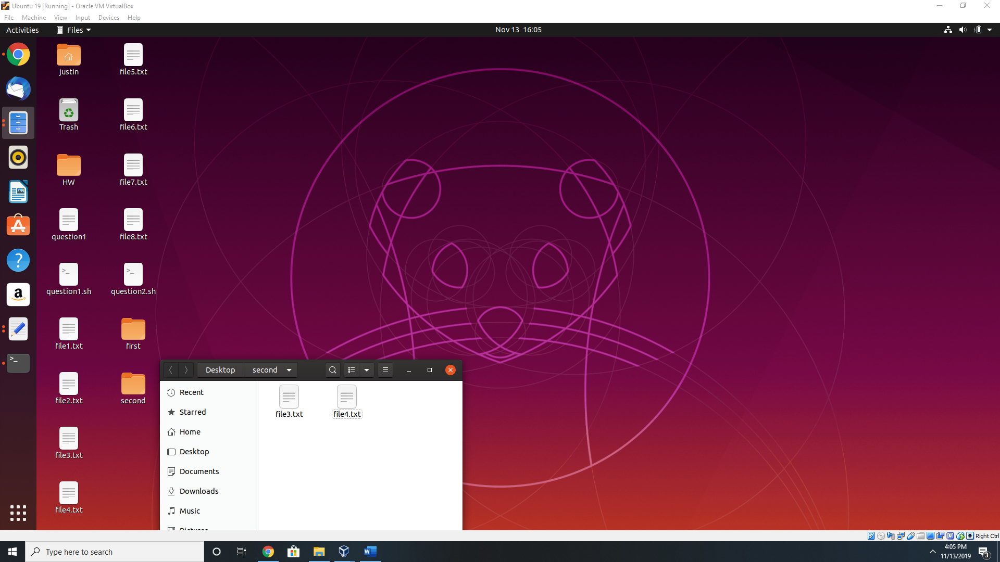 Ubuntu 19 [Running] - Oracle VM VirtualBox
File Machine View Input Devices Help
Activities Files Nov 13 16:05
justin file5.txt
Trash file6.txt
HW file7.txt
question1 file8.txt
question1.sh question2.sh
file1.txt first
file2.txt second
file3.txt
file4.txt
Desktop second
Recent
Starred
Home
Desktop
Documents
Downloads
Music
Pictures
file3.txt file4.txt
Right Ctrl
Type here to search
4:05 PM
11/13/2019
3